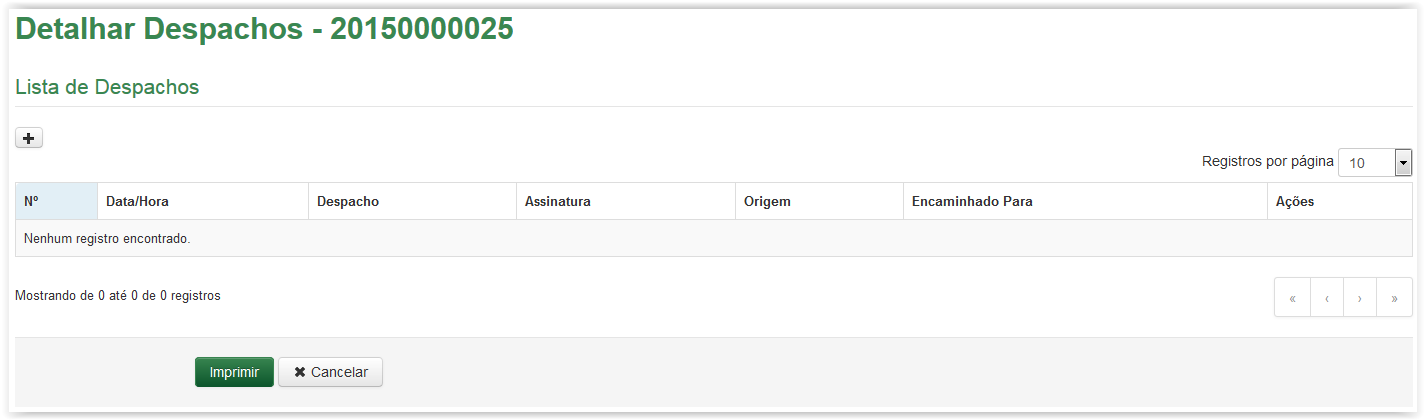 Detalhar Despachos - 20150000025
Lista de Despachos
Registros por página 10
Nº Data/Hora Despacho Assinatura Origem Encaminhado Para Ações
Nenhum registro encontrado.
Mostrando de 0 até 0 de 0 registros « ‹ › »
Imprimir ✖ Cancelar